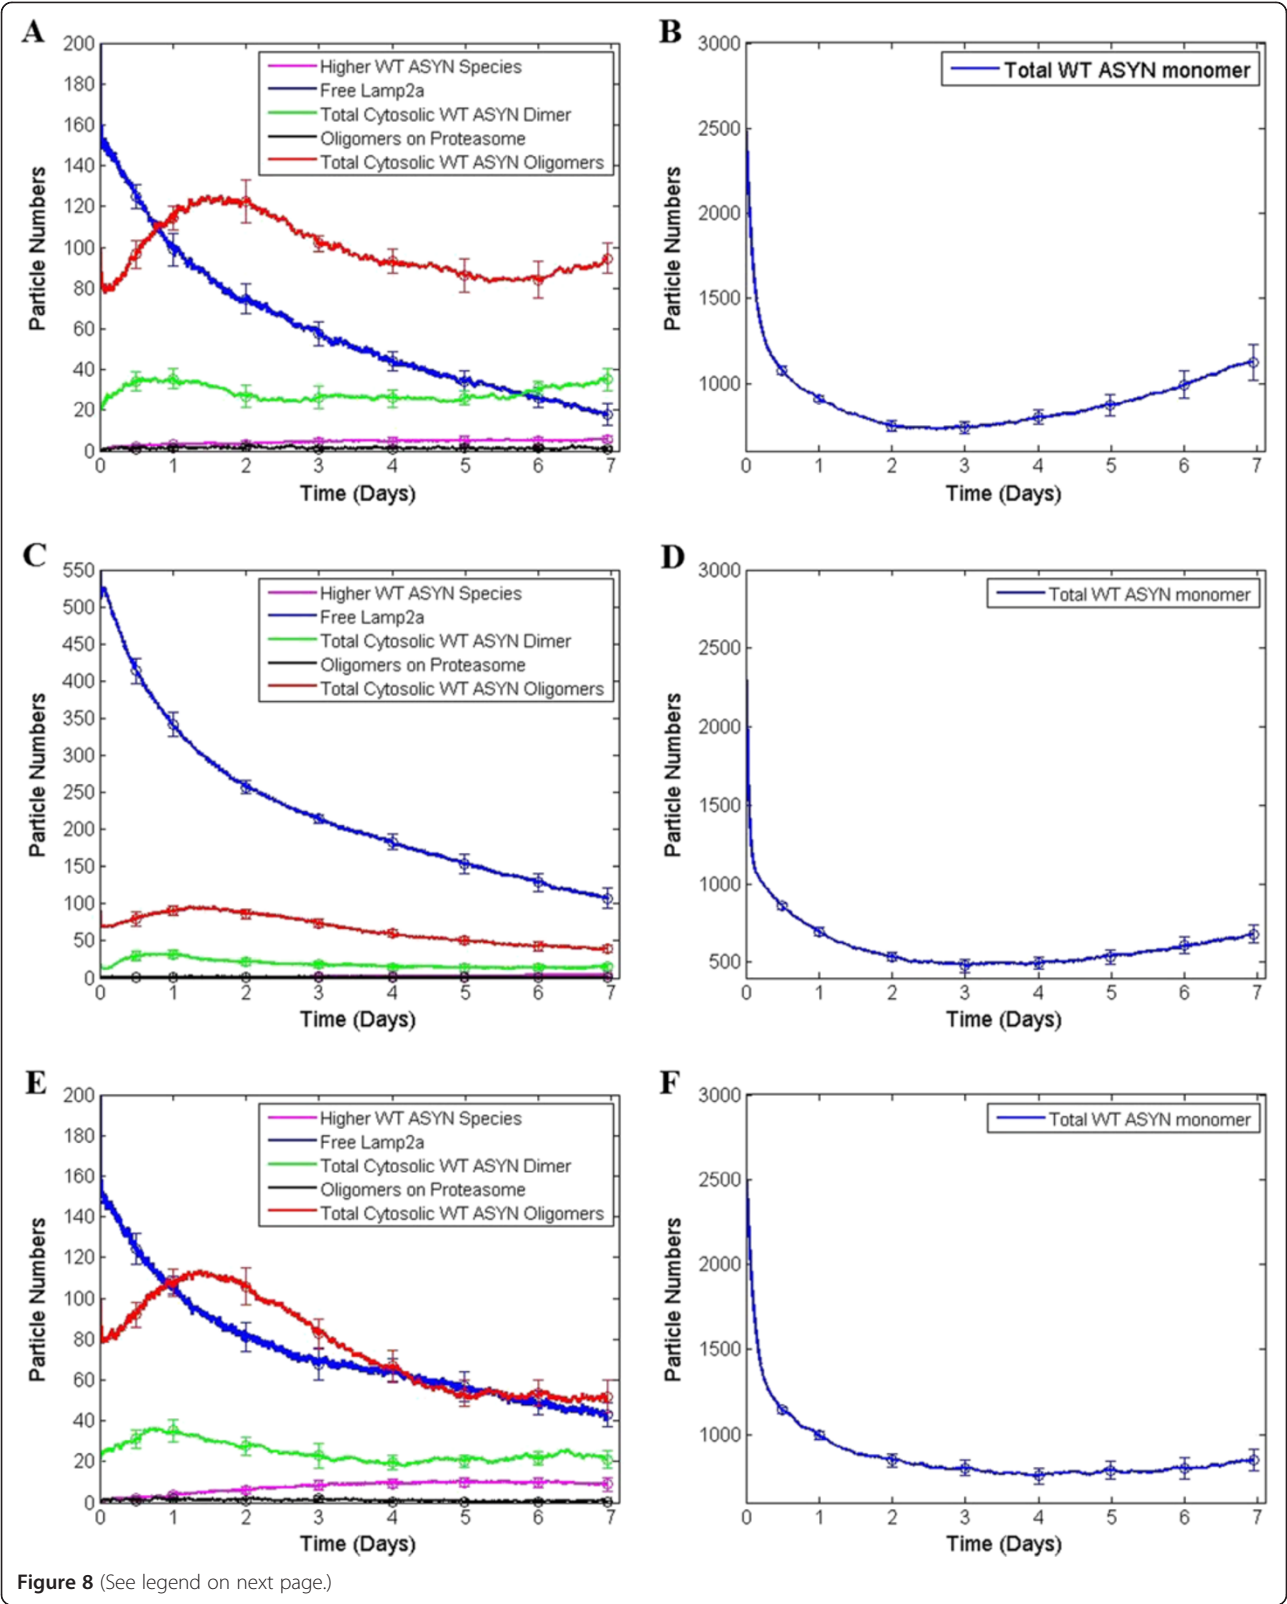 A
200
180
160
140
120
100
80
60
40
20
0
Particle Numbers
Higher WT ASYN Species
Free Lamp2a
Total Cytosolic WT ASYN Dimer
Oligomers on Proteasome
Total Cytosolic WT ASYN Oligomers
0 1 2 3 4 5 6 7
Time (Days)
B
3000
2500
2000
1500
1000
Particle Numbers
Total WT ASYN monomer
0 1 2 3 4 5 6 7
Time (Days)
C
550
500
450
400
350
300
250
200
150
100
50
0
Particle Numbers
Higher WT ASYN Species
Free Lamp2a
Total Cytosolic WT ASYN Dimer
Oligomers on Proteasome
Total Cytosolic WT ASYN Oligomers
0 1 2 3 4 5 6 7
Time (Days)
D
3000
2500
2000
1500
1000
500
Particle Numbers
Total WT ASYN monomer
0 1 2 3 4 5 6 7
Time (Days)
E
200
180
160
140
120
100
80
60
40
20
0
Particle Numbers
Higher WT ASYN Species
Free Lamp2a
Total Cytosolic WT ASYN Dimer
Oligomers on Proteasome
Total Cytosolic WT ASYN Oligomers
0 1 2 3 4 5 6 7
Time (Days)
F
3000
2500
2000
1500
1000
Particle Numbers
Total WT ASYN monomer
0 1 2 3 4 5 6 7
Time (Days)
Figure 8 (See legend on next page.)